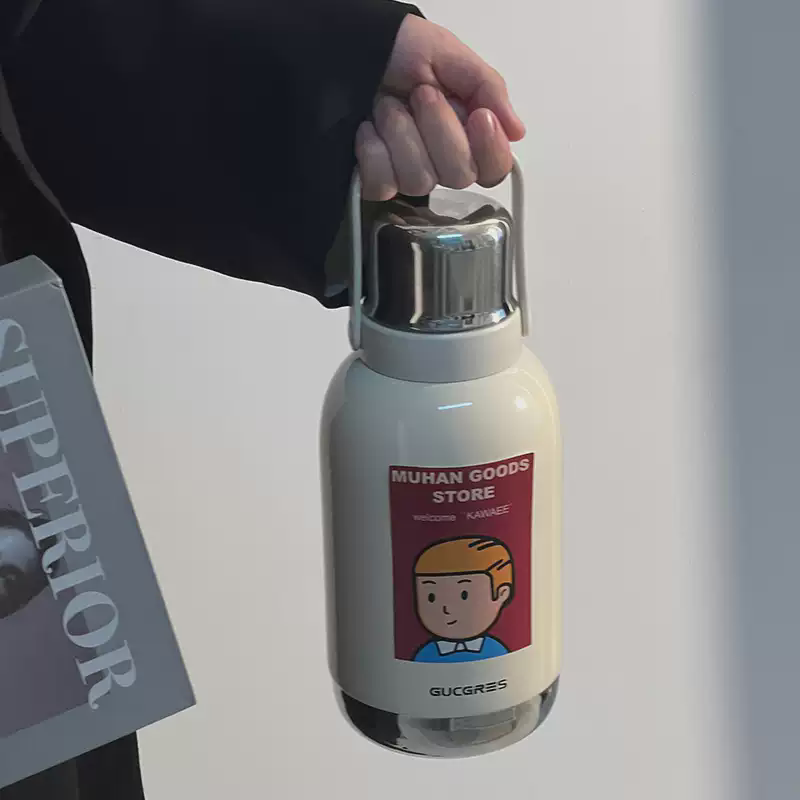 SUPERIOR
MUHAN GOODS
STORE
welcome "KAWAEE"
GUCGRES